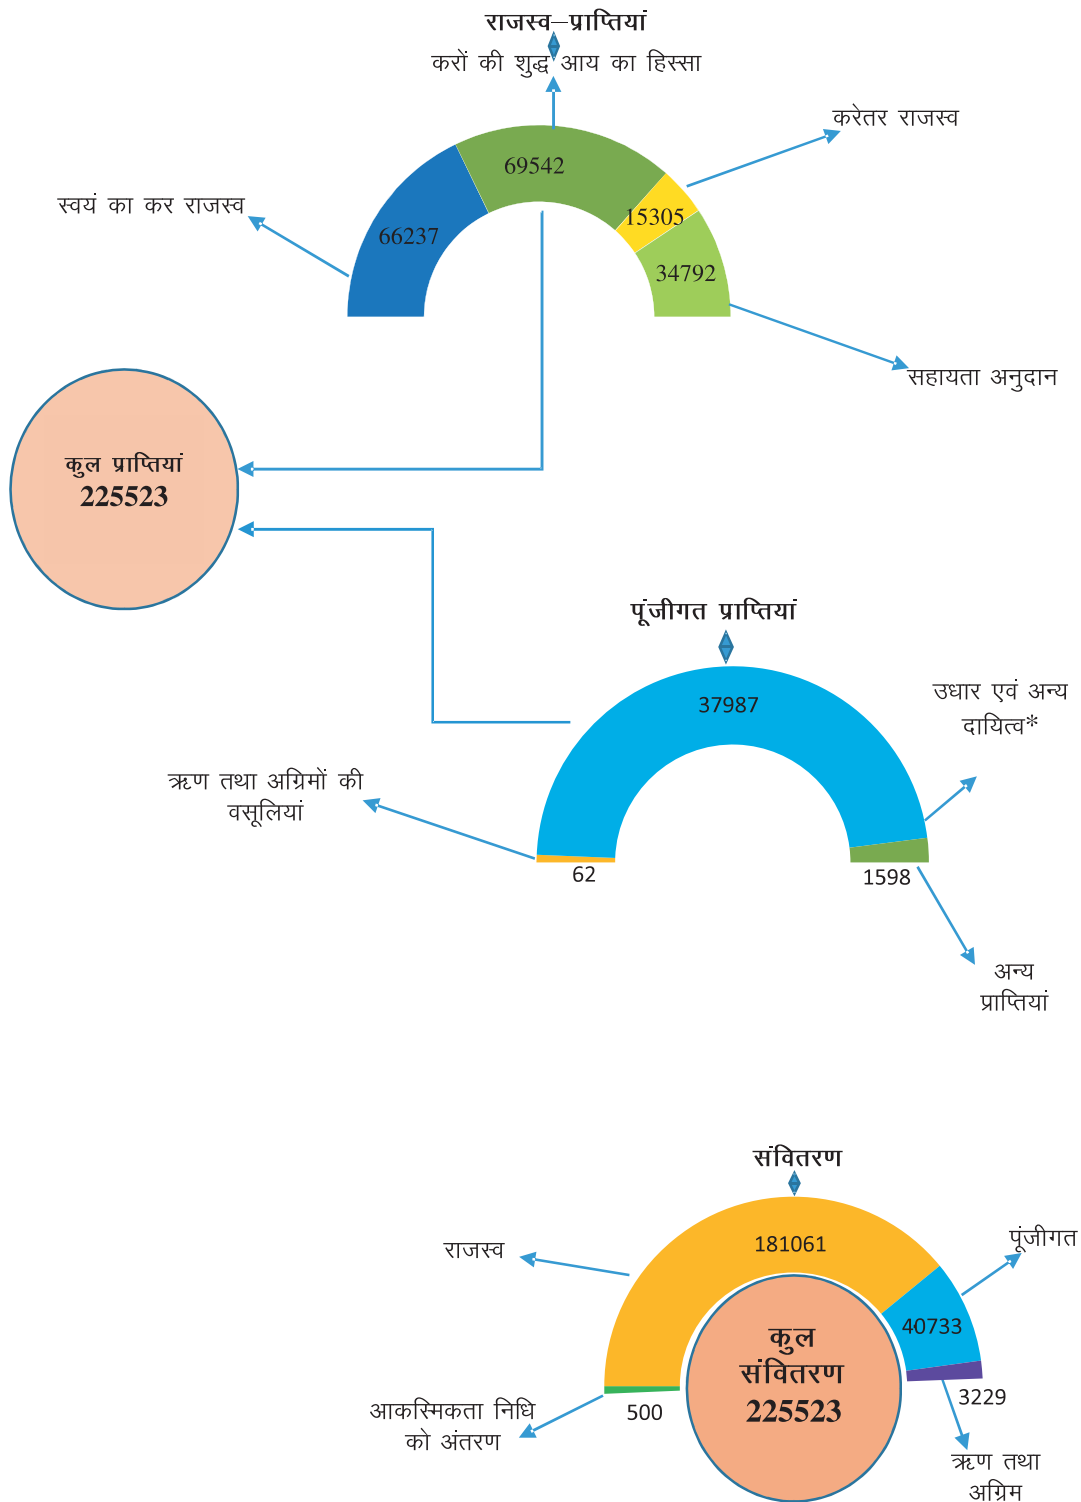 राजस्व–प्राप्तियां
करों की शुद्ध आय का हिस्सा
करेतर राजस्व
69542
स्वयं का कर राजस्व
15305
66237
34792
सहायता अनुदान
कुल प्राप्तियां
225523
पूंजीगत प्राप्तियां
उधार एवं अन्य
दायित्व*
37987
ऋण तथा अग्रिमों की
वसूलियां
62
1598
अन्य
प्राप्तियां
संवितरण
राजस्व
181061
पूंजीगत
40733
कुल
संवितरण
225523
3229
500
आकस्मिकता निधि
को अंतरण
ऋण तथा
अग्रिम